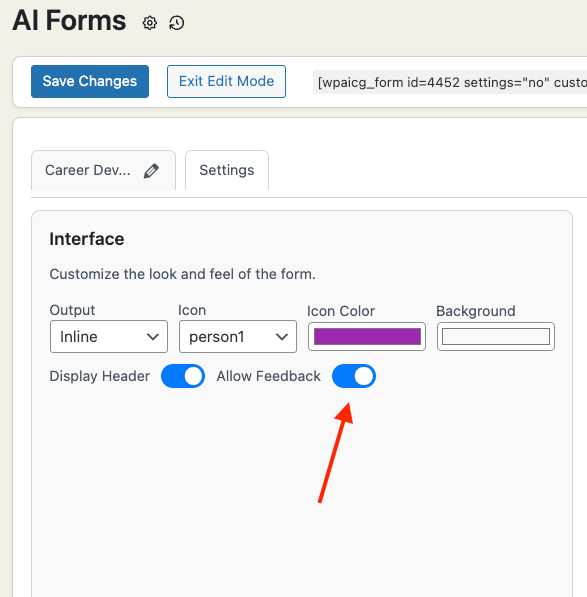 AI Forms
Save Changes Exit Edit Mode [wpaicg_form id=4452 settings="no" custo
Career Dev... Settings
Interface
Customize the look and feel of the form.
Output Icon Icon Color Background
Inline person1
Display Header Allow Feedback